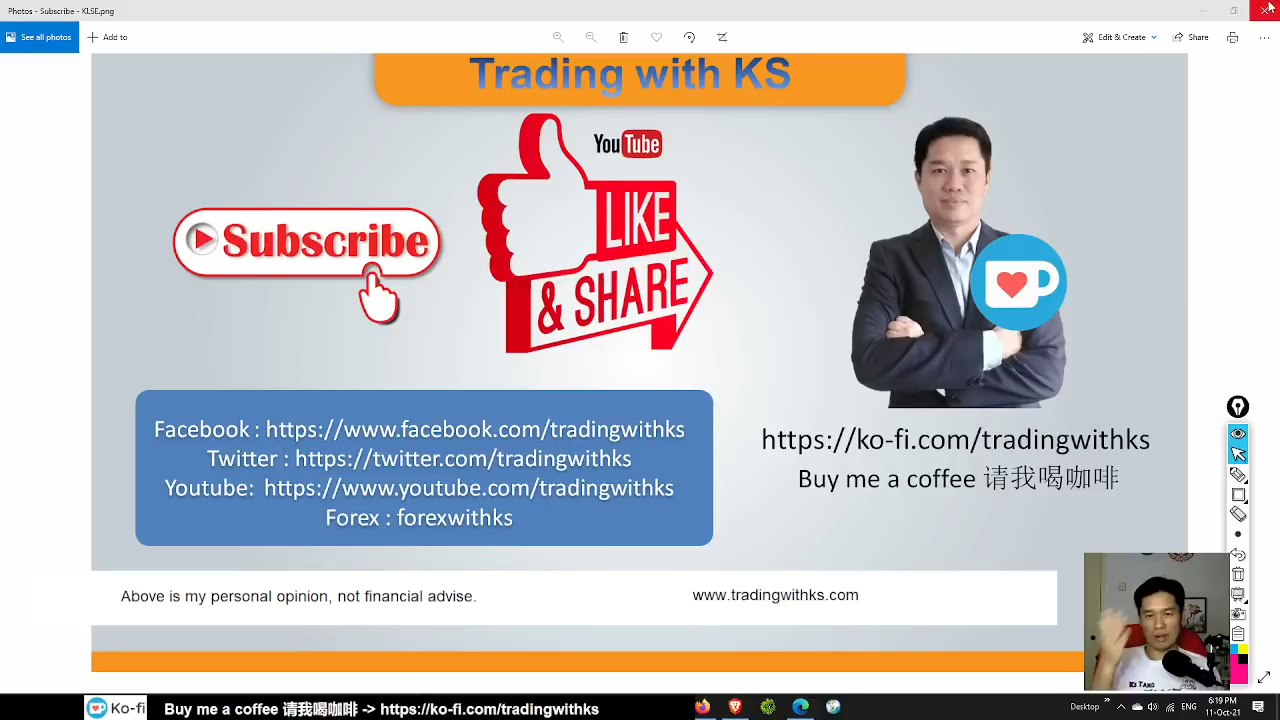 Photos - Subscribe - KLSE.png
See all photos
Add to
Edit & Create
Share
Trading with KS
YouTube
LIKE
& SHARE
Subscribe
Facebook : https://www.facebook.com/tradingwithks
Twitter : https://twitter.com/tradingwithks
Youtube: https://www.youtube.com/tradingwithks
Forex : forexwithks
https://ko-fi.com/tradingwithks
Buy me a coffee 请我喝咖啡
Above is my personal opinion, not financial advise.
www.tradingwithks.com
KS TANG
Ko-fi
Buy me a coffee 请我喝咖啡 -> https://ko-fi.com/tradingwithks
Desktop
6:19 PM
11-Oct-21